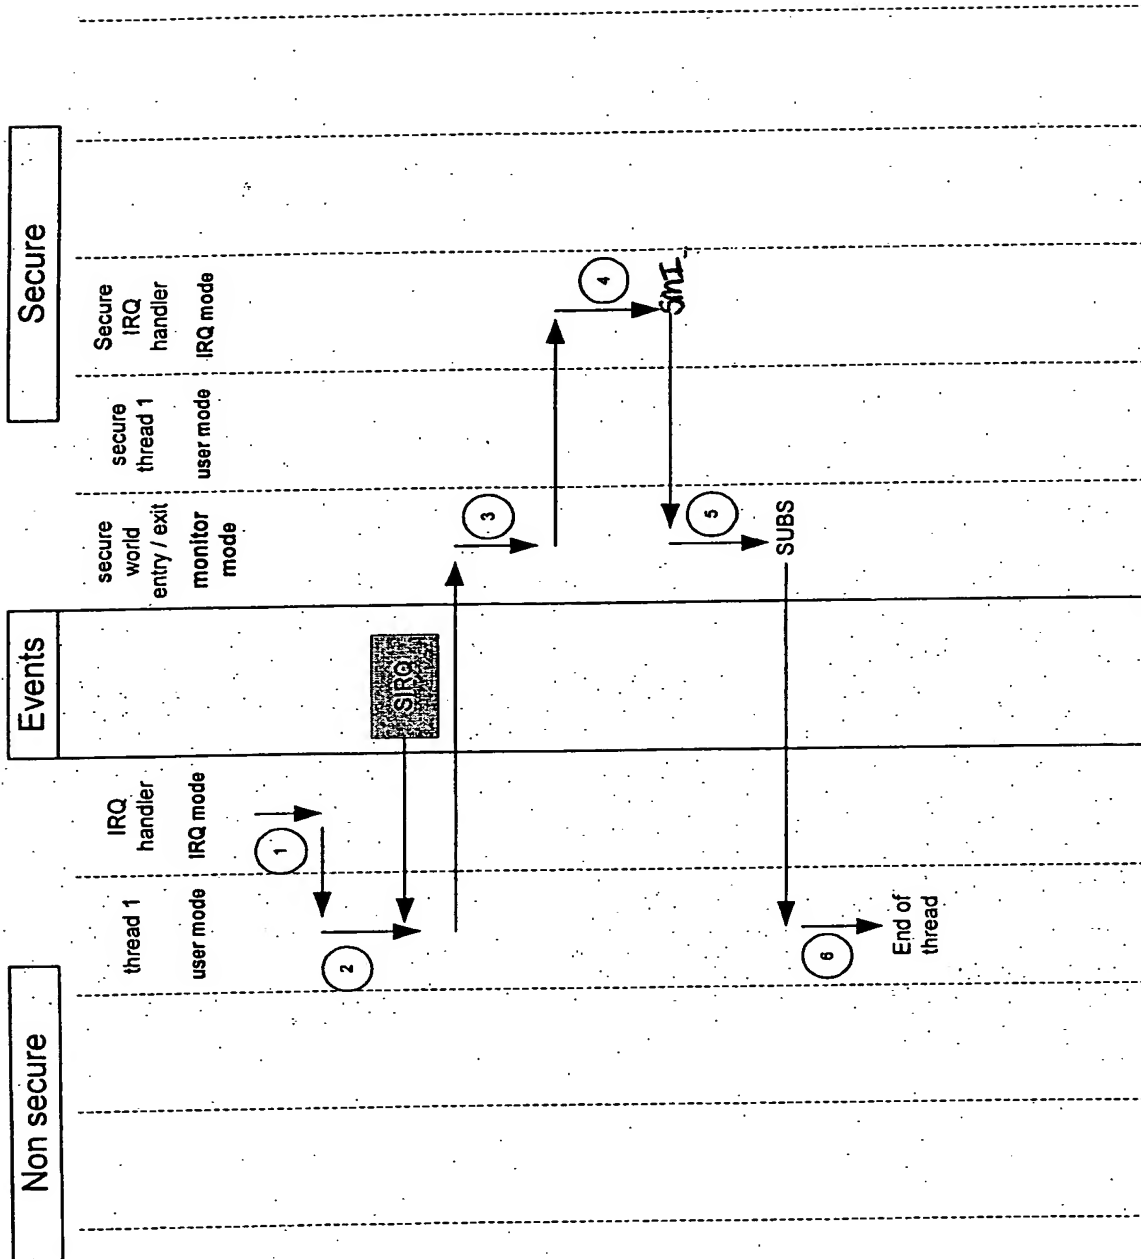 Non secure
Events
Secure
thread 1
user mode
IRQ
handler
IRQ mode
secure
world
entry / exit
monitor
mode
secure
thread 1
user mode
Secure
IRQ
handler
IRQ mode
1
2
SIRQ
3
4
SMI
5
SUBS
6
End of
thread